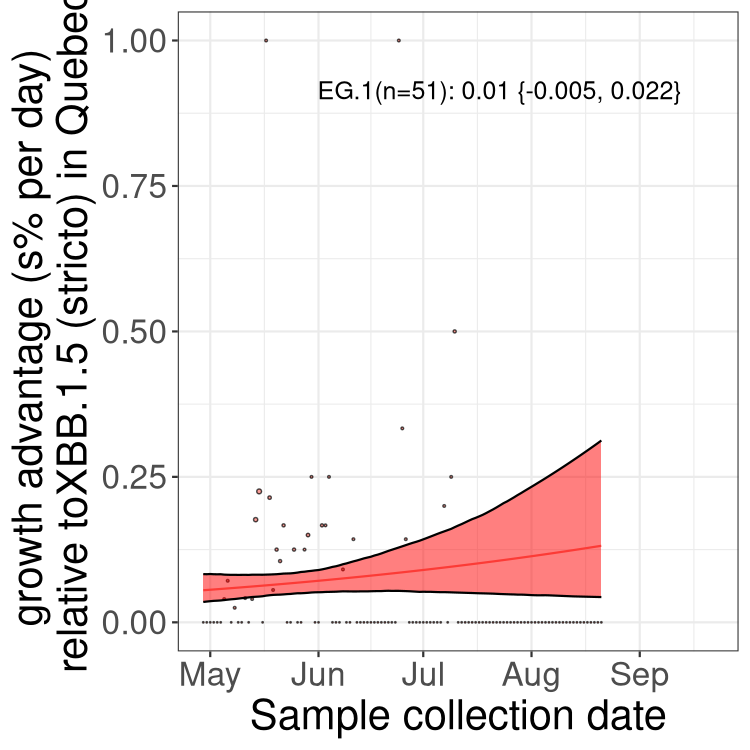 growth advantage (s% per day)
relative toXBB.1.5 (stricto) in Quebec
1.00
0.75
0.50
0.25
0.00
EG.1(n=51): 0.01 {-0.005, 0.022}
May Jun Jul Aug Sep
Sample collection date